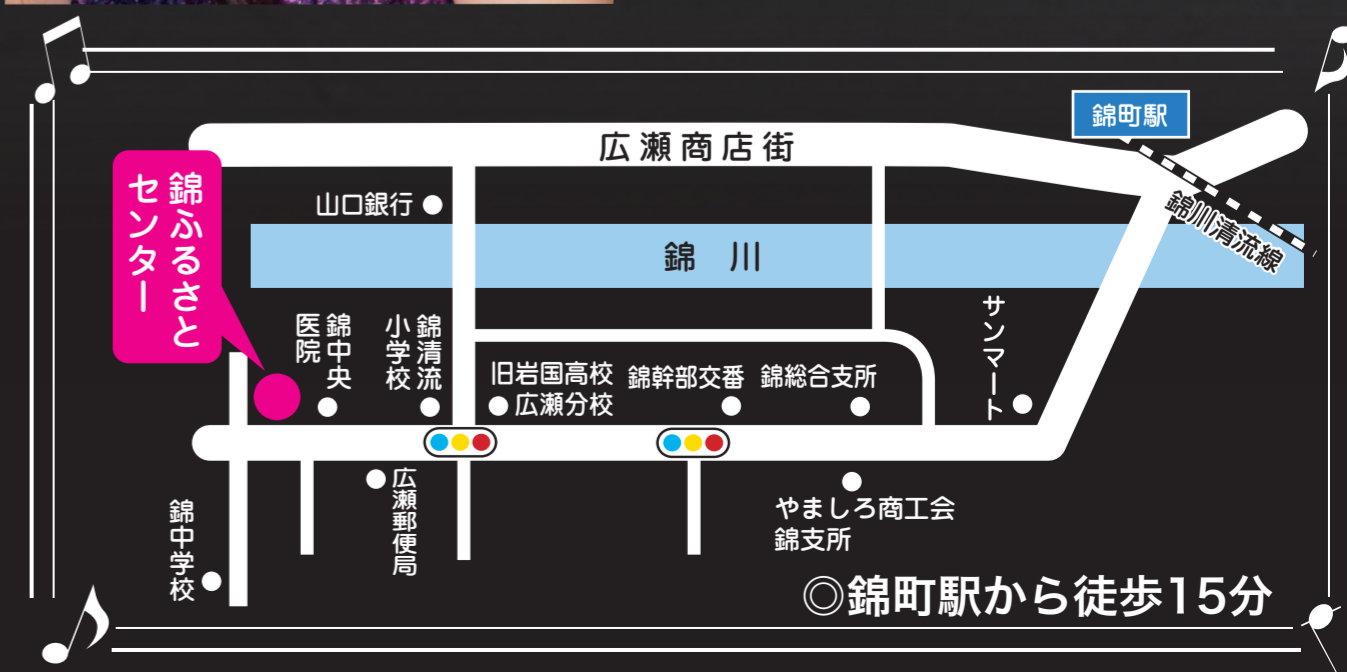 錦町駅
広瀬商店街
錦川清流線
山口銀行
錦川
錦ふるさと
センター
錦中央
医院
錦清流
小学校
旧岩国高校
広瀬分校
錦幹部交番
錦総合支所
サンマート
広瀬郵便局
やましろ商工会
錦支所
錦中学校
◎錦町駅から徒歩15分